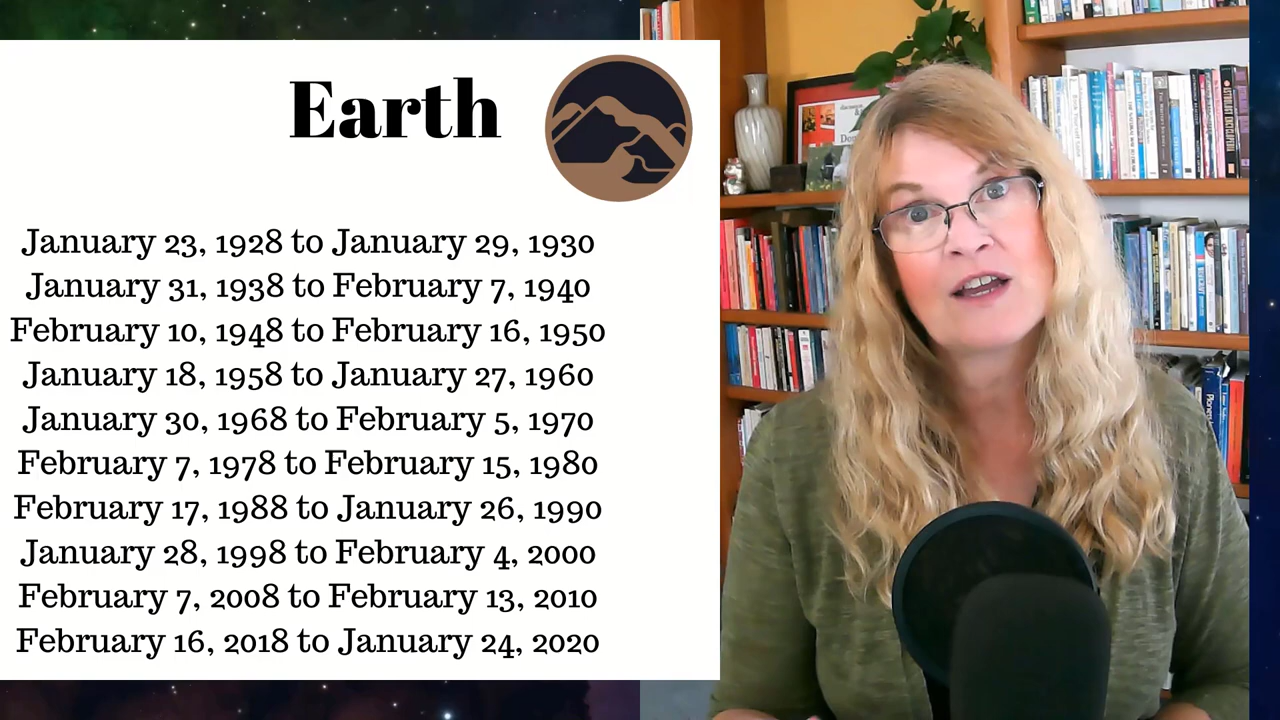 Earth
January 23, 1928 to January 29, 1930
January 31, 1938 to February 7, 1940
February 10, 1948 to February 16, 1950
January 18, 1958 to January 27, 1960
January 30, 1968 to February 5, 1970
February 7, 1978 to February 15, 1980
February 17, 1988 to January 26, 1990
January 28, 1998 to February 4, 2000
February 7, 2008 to February 13, 2010
February 16, 2018 to January 24, 2020